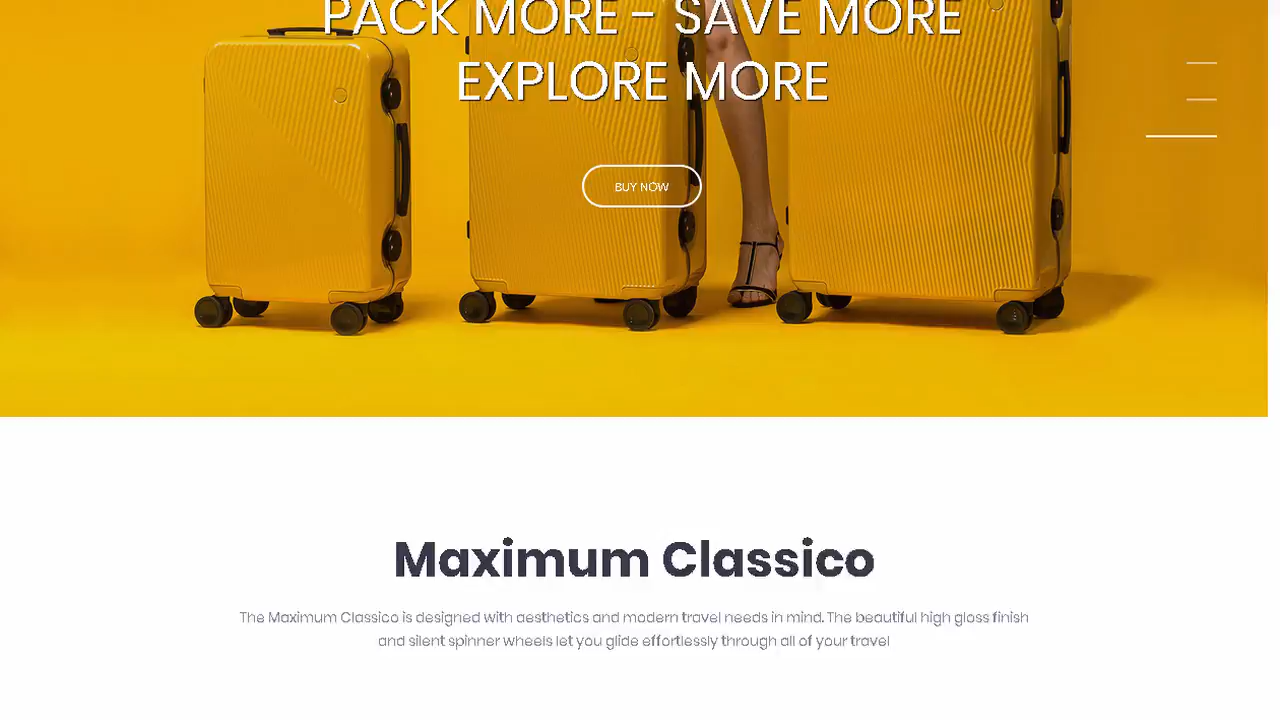 PACK MORE - SAVE MORE
EXPLORE MORE
BUY NOW
Maximum Classico
The Maximum Classico is designed with aesthetics and modern travel needs in mind. The beautiful high gloss finish
and silent spinner wheels let you glide effortlessly through all of your travel